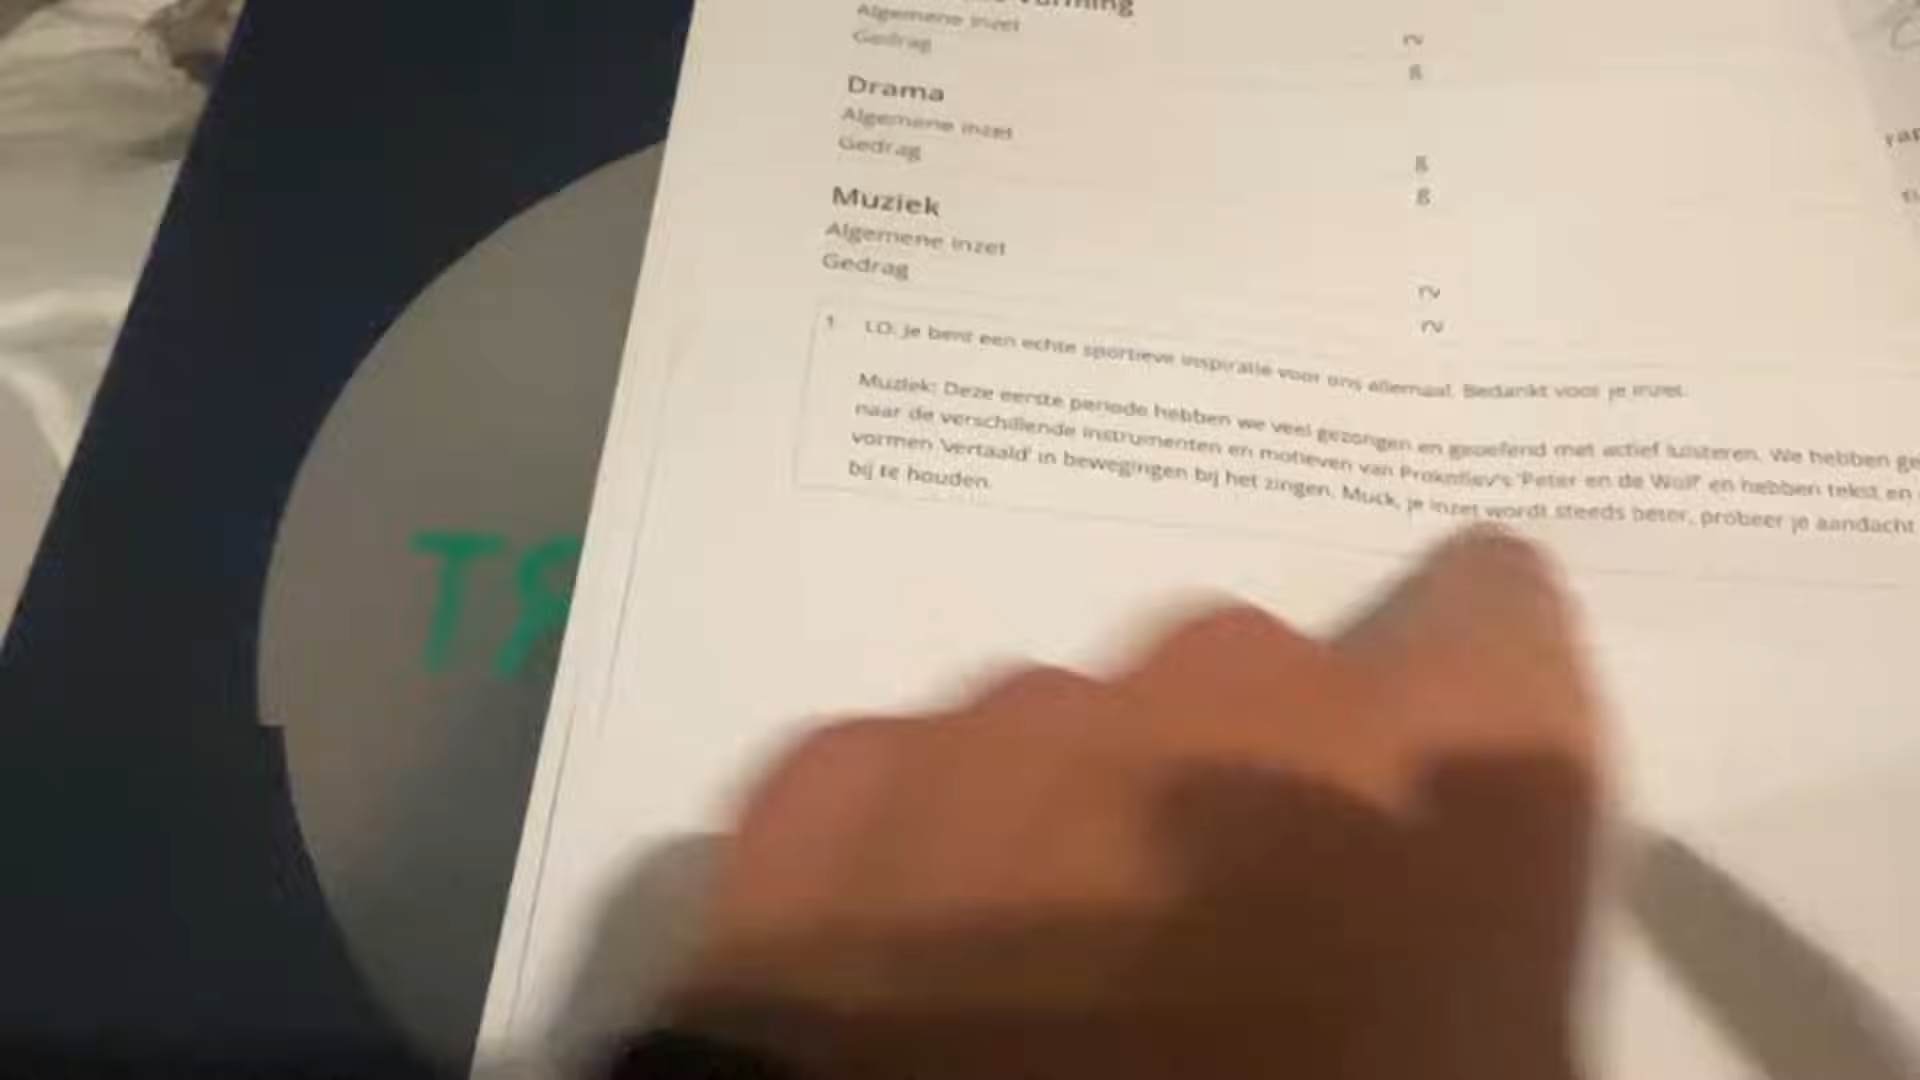 vorming
Algemene inzet rv
Gedrag g
Drama
Algemene inzet g
Gedrag g
Muziek
Algemene inzet rv
Gedrag rv
1 LO: Je bent een echte sportieve inspiratie voor ons allemaal. Bedankt voor je inzet.
Muziek: Deze eerste periode hebben we veel gezongen en geoefend met actief luisteren. We hebben
naar de verschillende instrumenten en motieven van Prokofiev's 'Peter en de Wolf' en hebben tekst en
vormen 'vertaald' in bewegingen bij het zingen. Muck, je inzet wordt steeds beter, probeer je aandacht
bij te houden.
TR